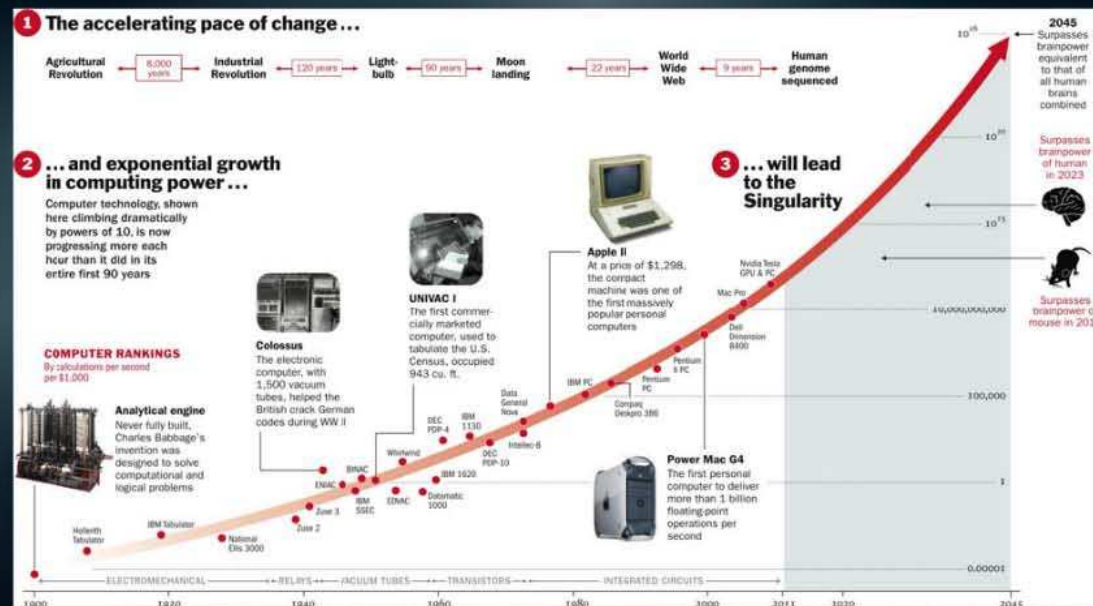 1 The accelerating pace of change...
Agricultural
Revolution
8,000
years
Industrial
Revolution
120 years
Light-
bulb
90 years
Moon
landing
22 years
World
Wide
Web
9 years
Human
genome
sequenced
2 ...and exponential growth
in computing power...
Computer technology, shown
here climbing dramatically
by powers of 10, is now
progressing more each
hour than it did in its
entire first 90 years
3 ...will lead
to the
Singularity
2045
Surpasses
brainpower
equivalent
to that of
all human
brains
combined
Surpasses
brainpower
of human
in 2023
Surpasses
brainpower
mouse in
COMPUTER RANKINGS
By calculations per second
per $1,000
Analytical engine
Never fully built,
Charles Babbage's
invention was
designed to solve
computational and
logical problems
Colossus
The electronic
computer, with
1,500 vacuum
tubes, helped the
British crack German
codes during WW II
UNIVAC I
The first commer-
cially marketed
computer, used to
tabulate the U.S.
Census, occupied
943 cu. ft.
Apple II
At a price of $1,298,
the compact
machine was one of
the first massively
popular personal
computers
Power Mac G4
The first personal
computer to deliver
more than 1 billion
floating-point
operations per
second
Hollerith
Tabulator
IBM Tabulator
National
Ellis 3000
Zuse 2
Zuse 3
ENIAC
BINAC
IBM
SSEC
Whirlwind
EDVAC
DEC
PDP-4
IBM
1130
IBM 1620
Datamatic
1000
DEC
PDP-10
Data
General
Nova
Intellec-8
IBM PC
Compaq
Deskpro 386
Pentium
PC
Pentium
II PC
Dell
Dimension
8400
Mac Pro
Nvidia Tesla
GPU & PC
10,000,000,000
100,000
1
0.00001
ELECTROMECHANICAL
RELAYS
VACUUM TUBES
TRANSISTORS
INTEGRATED CIRCUITS
1900
1920
1940
1960
1980
2000
2011
2020
2045